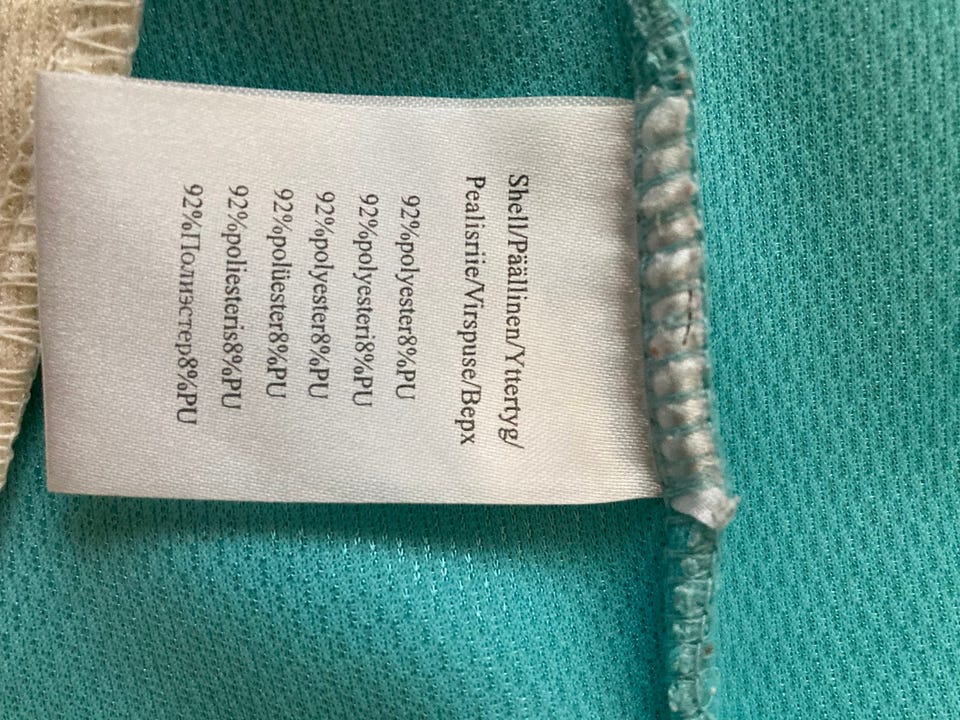 Shell/Päällinen/Yttertyg/
Pealisriie/Virspuse/Верх
92%polyester8%PU
92%polyesteri8%PU
92%polyester8%PU
92%polüester8%PU
92%poliesteris8%PU
92%Полиэстер8%PU